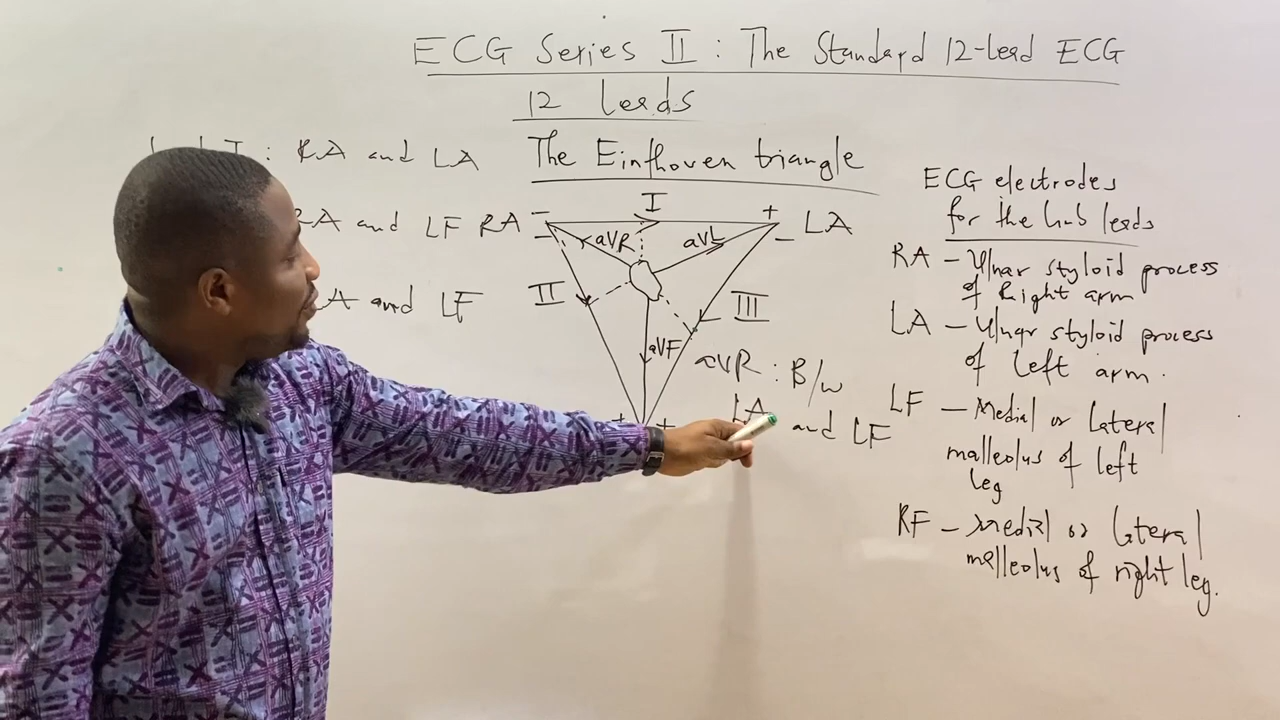 ECG Series II : The Standard 12-lead ECG
12 leads
The Einthoven triangle
I : RA and LA
RA and LF
LA and LF
I
- +
RA LA
- -
aVR aVL
II III
aVF
+ +
aVR : B/w
LA and LF
ECG electrodes
for the limb leads
RA - Ulnar styloid process
of Right arm
LA - Ulnar styloid process
of left arm.
LF - Medial or Lateral
malleolus of left
leg
RF - Medial or lateral
malleolus of right leg.